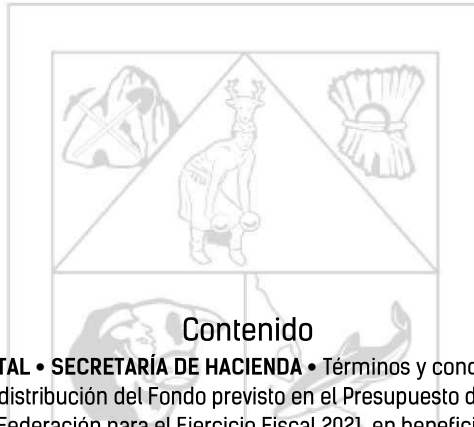 Contenido
TAL • SECRETARÍA DE HACIENDA • Términos y cond
distribución del Fondo previsto en el Presupuesto d
Federación para el Ejercicio Fiscal 2021, en benefici